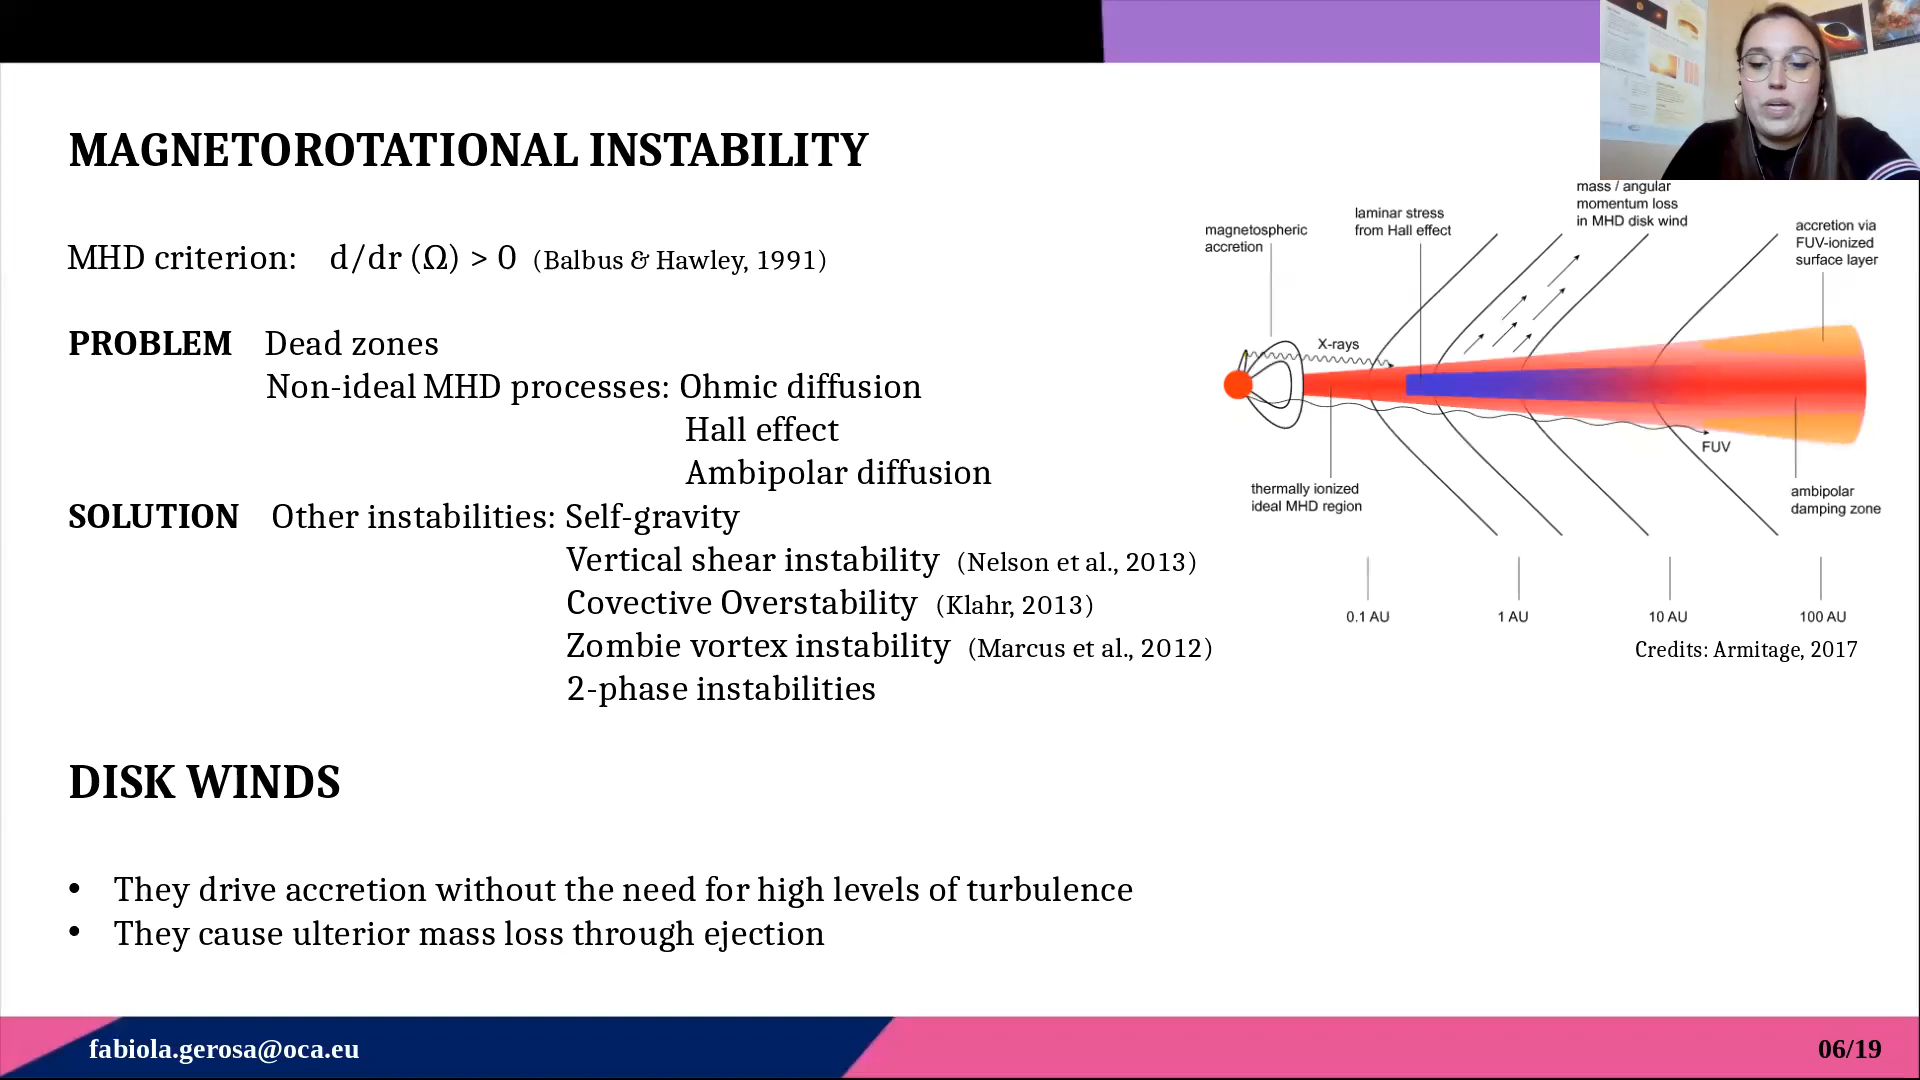 MAGNETOROTATIONAL INSTABILITY
MHD criterion: d/dr (Ω) > 0 (Balbus & Hawley, 1991)
PROBLEM Dead zones
Non-ideal MHD processes: Ohmic diffusion
Hall effect
Ambipolar diffusion
SOLUTION Other instabilities: Self-gravity
Vertical shear instability (Nelson et al., 2013)
Covective Overstability (Klahr, 2013)
Zombie vortex instability (Marcus et al., 2012)
2-phase instabilities
magnetospheric
accretion
laminar stress
from Hall effect
mass / angular
momentum loss
in MHD disk wind
accretion via
FUV-ionized
surface layer
X-rays
FUV
thermally ionized
ideal MHD region
ambipolar
damping zone
0.1 AU
1 AU
10 AU
100 AU
Credits: Armitage, 2017
DISK WINDS
• They drive accretion without the need for high levels of turbulence
• They cause ulterior mass loss through ejection
fabiola.gerosa@oca.eu
06/19